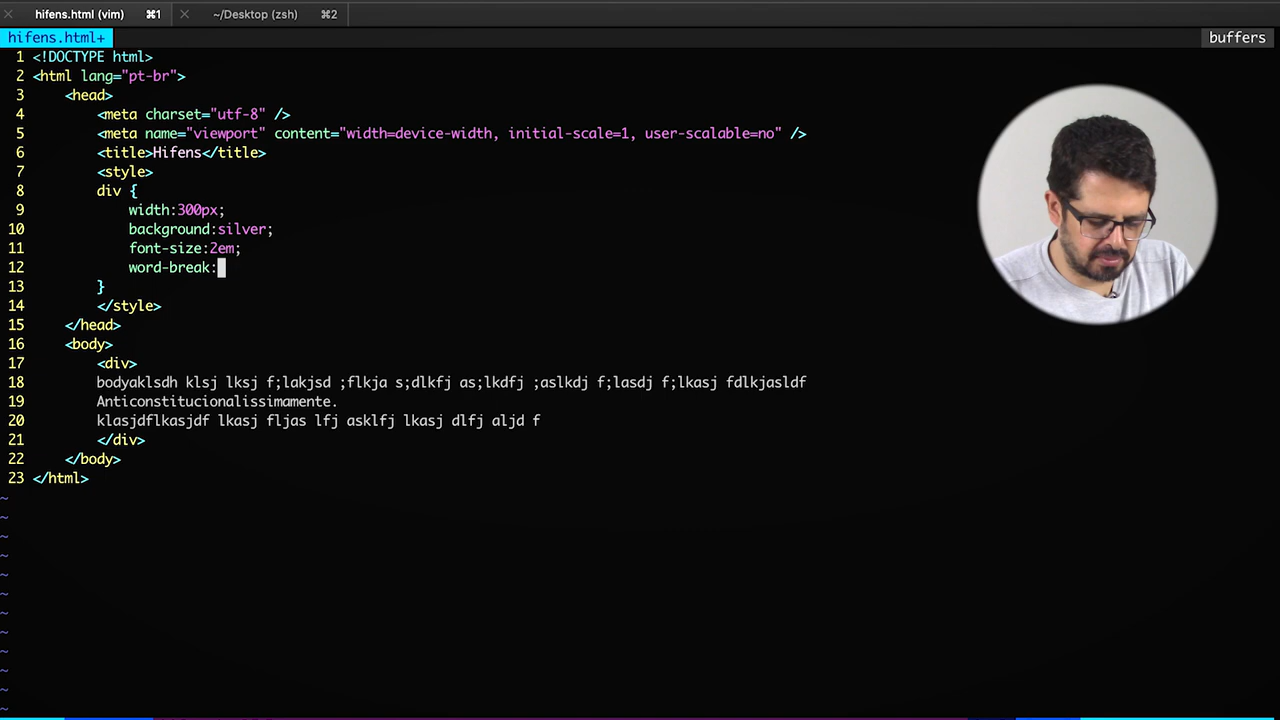 hifens.html (vim) ⌘1 ~/Desktop (zsh) ⌘2
hifens.html+ buffers
1 <!DOCTYPE html>
2 <html lang="pt-br">
3 <head>
4 <meta charset="utf-8" />
5 <meta name="viewport" content="width=device-width, initial-scale=1, user-scalable=no" />
6 <title>Hifens</title>
7 <style>
8 div {
9 width:300px;
10 background:silver;
11 font-size:2em;
12 word-break:
13 }
14 </style>
15 </head>
16 <body>
17 <div>
18 bodyaklsdh klsj lksj f;lakjsd ;flkja s;dlkfj as;lkdfj ;aslkdj f;lasdj f;lkasj fdlkjasldf
19 Anticonstitucionalissimamente.
20 klasjdflkasjdf lkasj fljas lfj asklfj lkasj dlfj aljd f
21 </div>
22 </body>
23 </html>
~
~
~
~
~
~
~
~
~
~
~
~